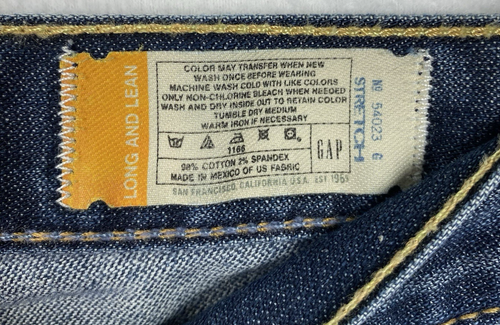 LONG AND LEAN
COLOR MAY TRANSFER WHEN NEW
WASH ONCE BEFORE WEARING
MACHINE WASH COLD WITH LIKE COLORS
ONLY NON-CHLORINE BLEACH WHEN NEEDED
WASH AND DRY INSIDE OUT TO RETAIN COLOR
TUMBLE DRY MEDIUM
WARM IRON IF NECESSARY
1166
98% COTTON 2% SPANDEX
MADE IN MEXICO OF US FABRIC
GAP
SAN FRANCISCO, CALIFORNIA U.S.A. EST 1969
STRETCH
№ 54023 6